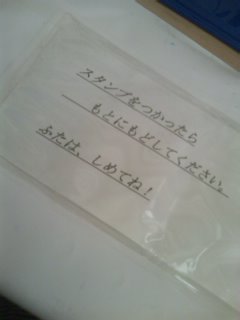 スタンプをつかったら
もとにもどしてください。
ふたは、しめてね！